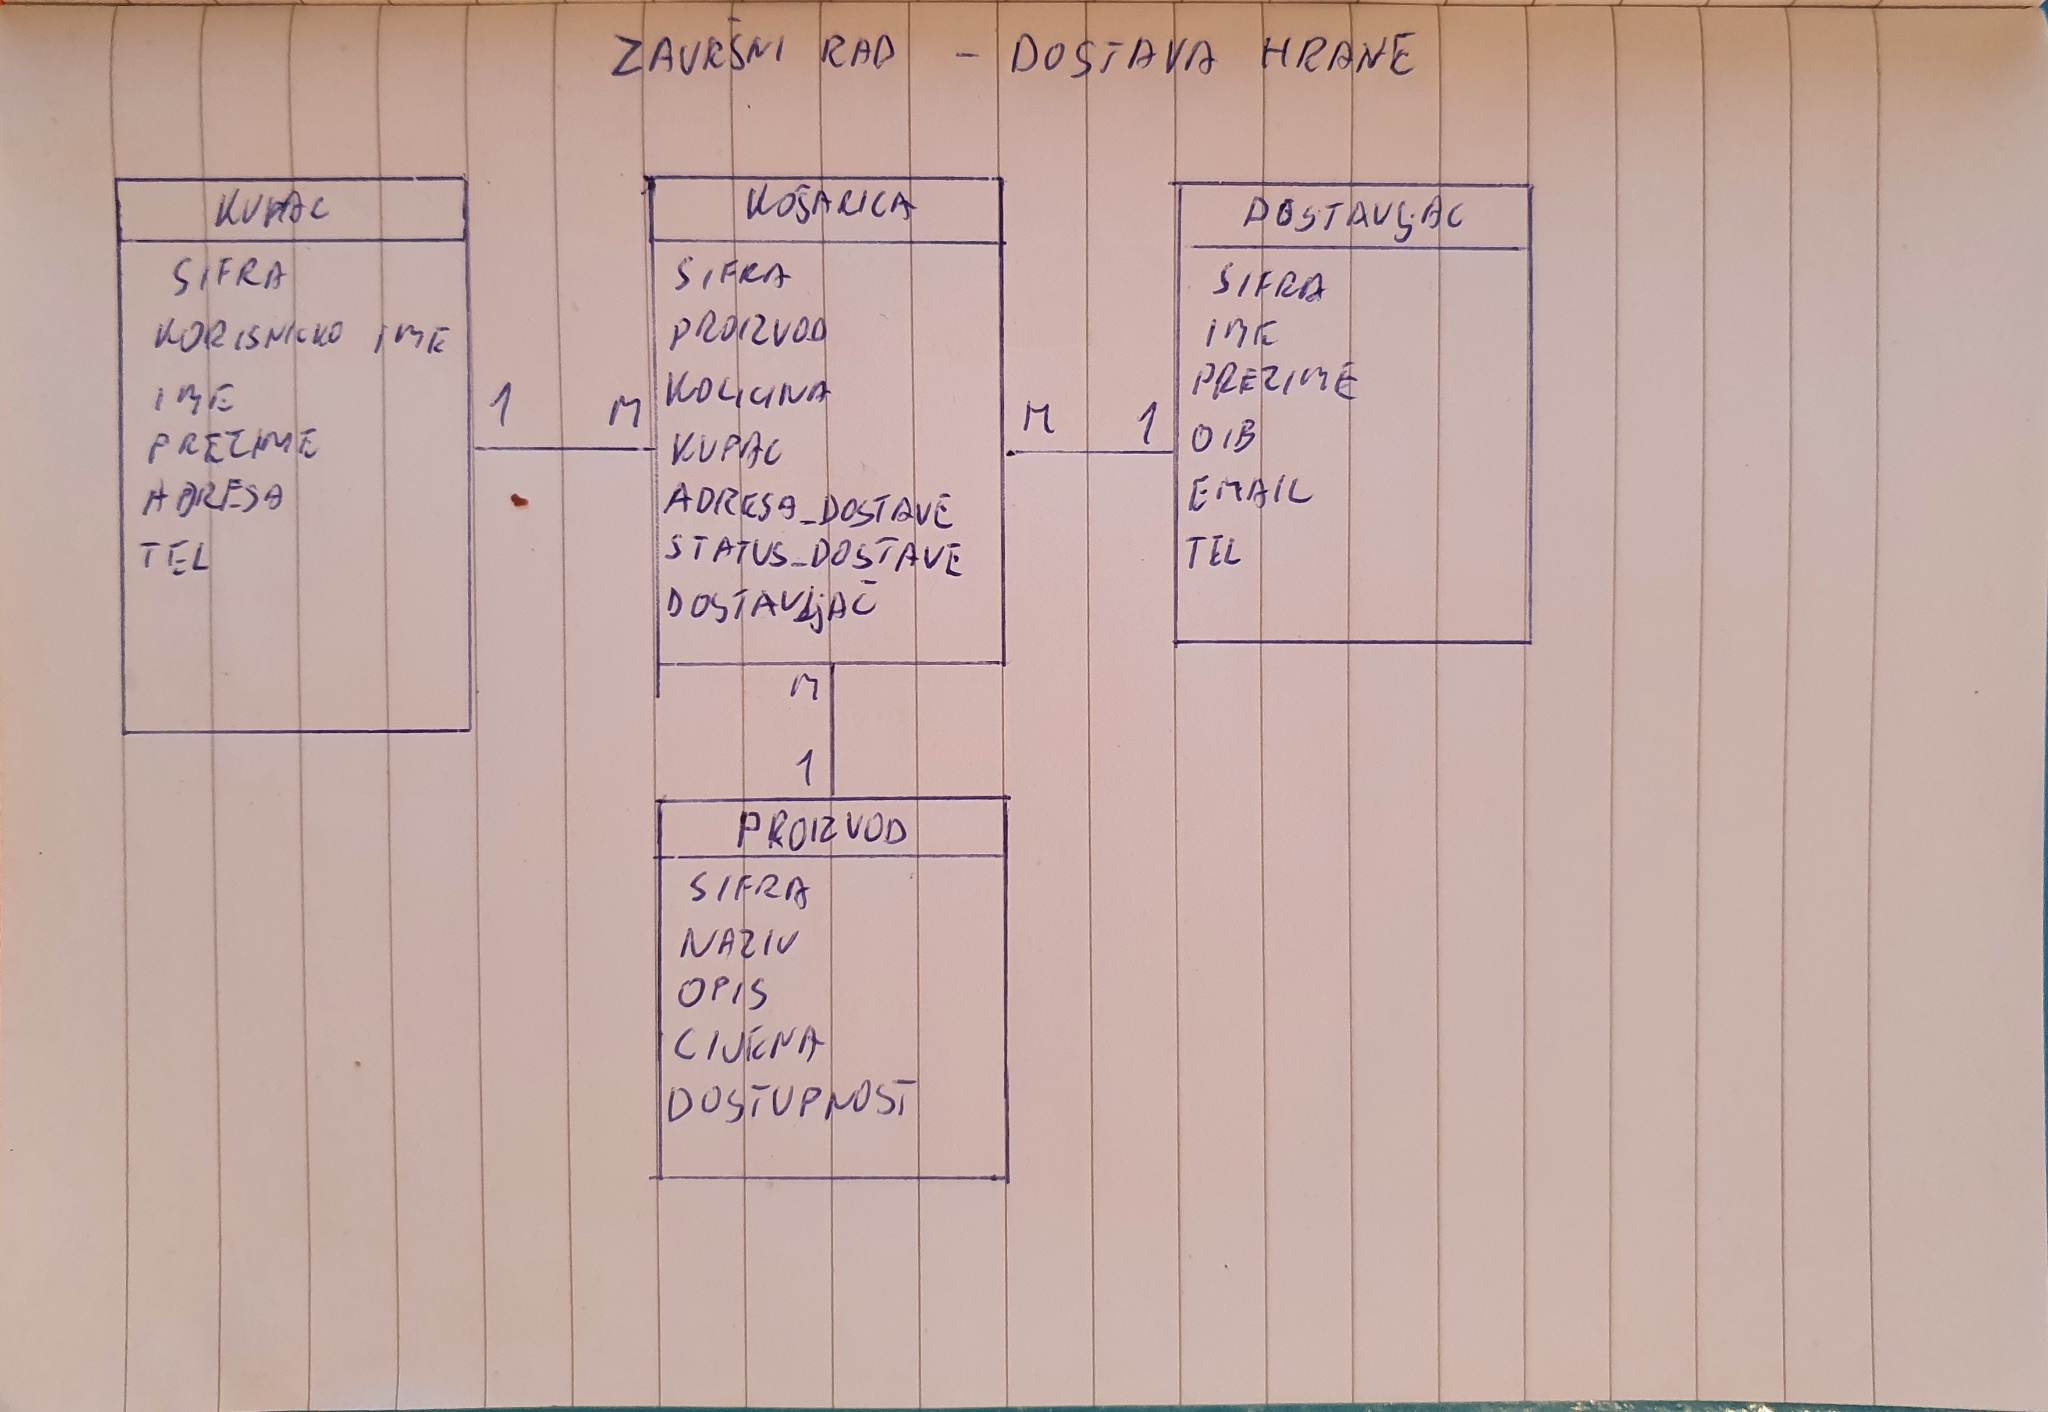 ZAVRŠNI RAD - DOSTAVA HRANE
KUPAC
SIFRA
KORISNICKO IME
IME
PREZIME
ADRESA
TEL
1 M
KOŠARICA
SIFRA
PROIZVOD
KOLICINA
KUPAC
ADRESA_DOSTAVE
STATUS_DOSTAVE
DOSTAVLjAČ
M 1
DOSTAVLjAC
SIFRA
IME
PREZIME
OIB
EMAIL
TEL
M
1
PROIZVOD
SIFRA
NAZIV
OPIS
CIJENA
DOSTUPNOST